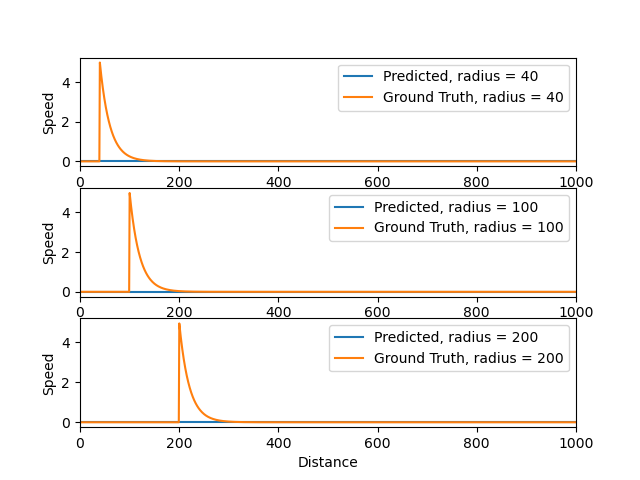 Speed
4
2
0
Predicted, radius = 40
Ground Truth, radius = 40
0 200 400 600 800 1000
Speed
4
2
0
Predicted, radius = 100
Ground Truth, radius = 100
0 200 400 600 800 1000
Speed
4
2
0
Predicted, radius = 200
Ground Truth, radius = 200
0 200 400 600 800 1000
Distance